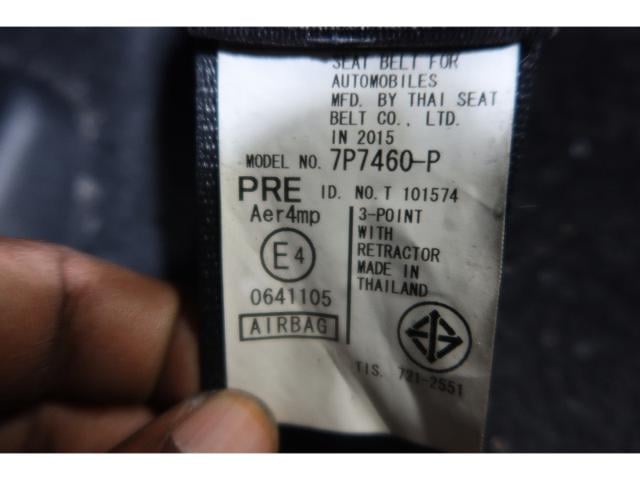 SEAT BELT FOR
AUTOMOBILES
MFD. BY THAI SEAT
BELT CO., LTD.
IN 2015
MODEL NO. 7P7460-P
PRE ID. NO. T 101574
Aer4mp
E4
0641105
AIRBAG
3-POINT
WITH
RETRACTOR
MADE IN
THAILAND
TIS. 721-2551